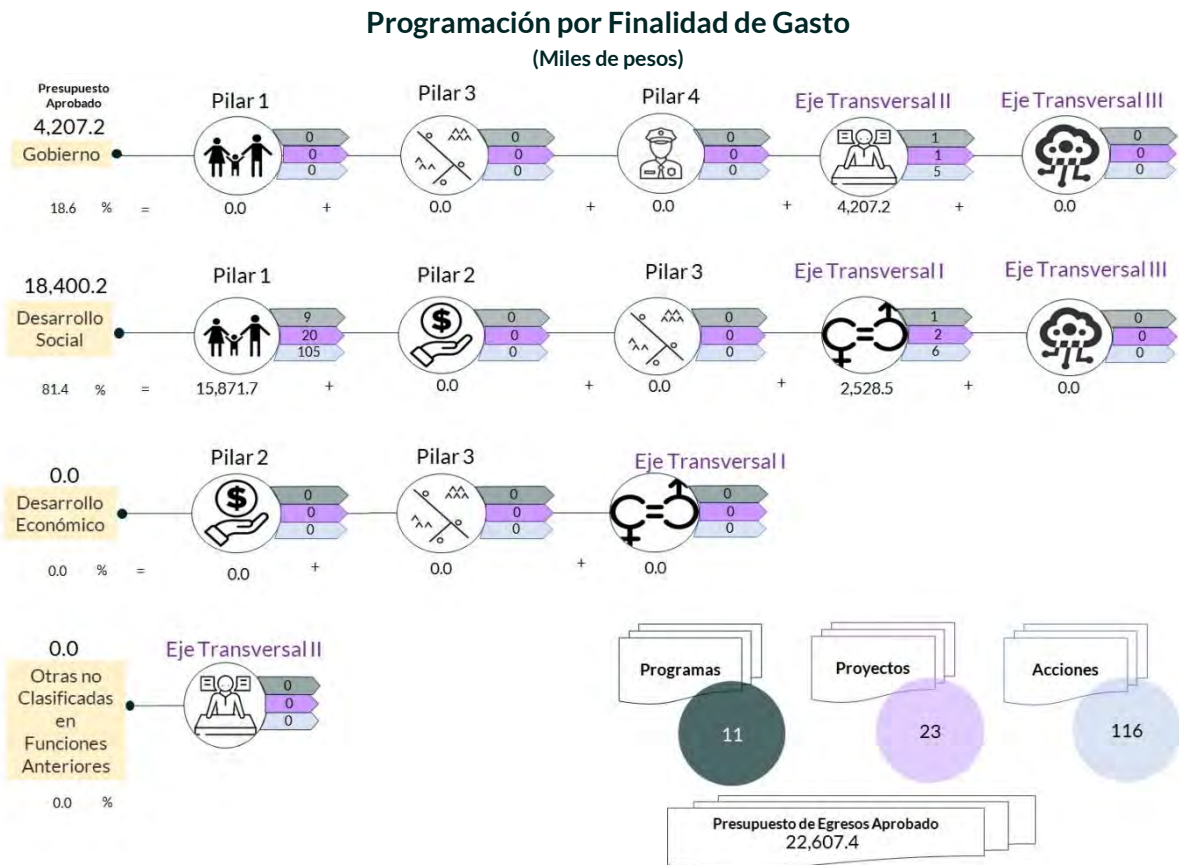 Programación por Finalidad de Gasto
(Miles de pesos)
Presupuesto
Aprobado
4,207.2
Gobierno
Pilar 1
0
0
0
Pilar 3
0
0
0
Pilar 4
0
0
0
Eje Transversal II
1
1
5
Eje Transversal III
0
0
0
18.6 % = 0.0 + 0.0 + 0.0 + 4,207.2 + 0.0
18,400.2
Desarrollo
Social
Pilar 1
9
20
105
Pilar 2
$
0
0
0
Pilar 3
0
0
0
Eje Transversal I
1
2
6
Eje Transversal III
0
0
0
81.4 % = 15,871.7 + 0.0 + 0.0 + 2,528.5 + 0.0
0.0
Desarrollo
Económico
Pilar 2
$
0
0
0
Pilar 3
0
0
0
Eje Transversal I
0
0
0
0.0 % = 0.0 + 0.0 + 0.0
0.0
Otras no
Clasificadas
en
Funciones
Anteriores
0.0 %
Eje Transversal II
0
0
0
Programas
11
Proyectos
23
Acciones
116
Presupuesto de Egresos Aprobado
22,607.4